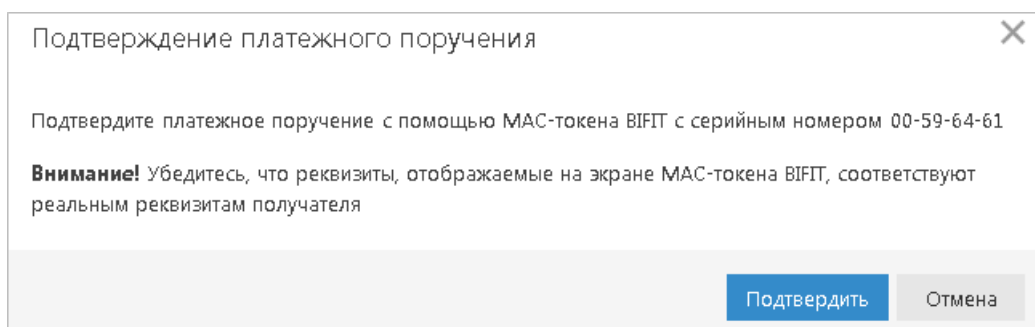 Подтверждение платежного поручения
Подтвердите платежное поручение с помощью MAC-токена BIFIT с серийным номером 00-59-64-61
Внимание! Убедитесь, что реквизиты, отображаемые на экране MAC-токена BIFIT, соответствуют
реальным реквизитам получателя
Подтвердить Отмена